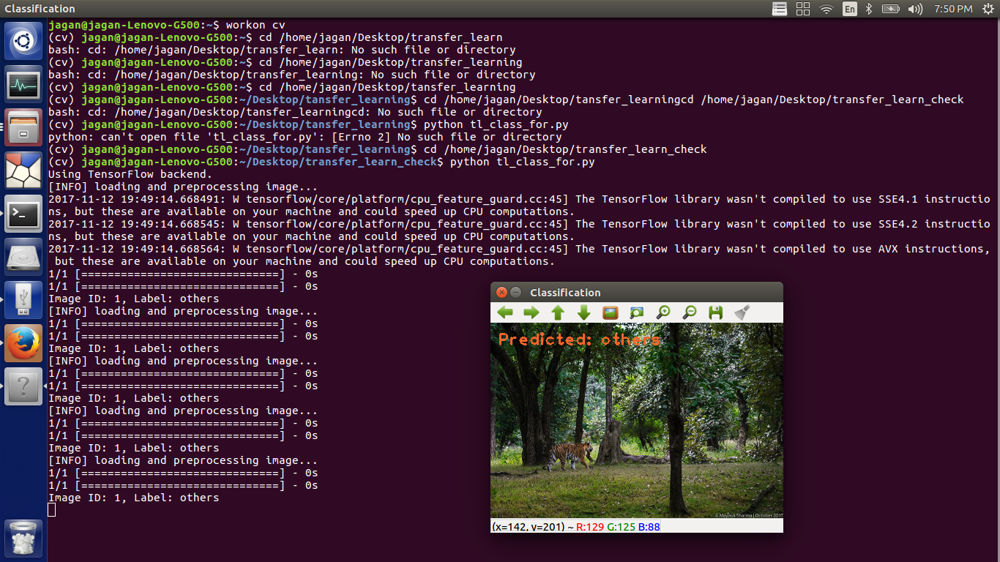 Classification
En
7:50 PM
jagan@jagan-Lenovo-G500:~$ workon cv
(cv) jagan@jagan-Lenovo-G500:~$ cd /home/jagan/Desktop/transfer_learn
bash: cd: /home/jagan/Desktop/transfer_learn: No such file or directory
(cv) jagan@jagan-Lenovo-G500:~$ cd /home/jagan/Desktop/transfer_learning
bash: cd: /home/jagan/Desktop/transfer_learning: No such file or directory
(cv) jagan@jagan-Lenovo-G500:~$ cd /home/jagan/Desktop/tansfer_learning
(cv) jagan@jagan-Lenovo-G500:~/Desktop/tansfer_learning$ cd /home/jagan/Desktop/tansfer_learningcd /home/jagan/Desktop/transfer_learn_check
bash: cd: /home/jagan/Desktop/tansfer_learningcd: No such file or directory
(cv) jagan@jagan-Lenovo-G500:~/Desktop/tansfer_learning$ python tl_class_for.py
python: can't open file 'tl_class_for.py': [Errno 2] No such file or directory
(cv) jagan@jagan-Lenovo-G500:~/Desktop/tansfer_learning$ cd /home/jagan/Desktop/transfer_learn_check
(cv) jagan@jagan-Lenovo-G500:~/Desktop/transfer_learn_check$ python tl_class_for.py
Using TensorFlow backend.
[INFO] loading and preprocessing image...
2017-11-12 19:49:14.668491: W tensorflow/core/platform/cpu_feature_guard.cc:45] The TensorFlow library wasn't compiled to use SSE4.1 instructio
ns, but these are available on your machine and could speed up CPU computations.
2017-11-12 19:49:14.668545: W tensorflow/core/platform/cpu_feature_guard.cc:45] The TensorFlow library wasn't compiled to use SSE4.2 instructio
ns, but these are available on your machine and could speed up CPU computations.
2017-11-12 19:49:14.668564: W tensorflow/core/platform/cpu_feature_guard.cc:45] The TensorFlow library wasn't compiled to use AVX instructions,
 but these are available on your machine and could speed up CPU computations.
1/1 [==============================] - 0s
1/1 [==============================] - 0s
Image ID: 1, Label: others
[INFO] loading and preprocessing image...
1/1 [==============================] - 0s
1/1 [==============================] - 0s
Image ID: 1, Label: others
[INFO] loading and preprocessing image...
1/1 [==============================] - 0s
1/1 [==============================] - 0s
Image ID: 1, Label: others
[INFO] loading and preprocessing image...
1/1 [==============================] - 0s
1/1 [==============================] - 0s
Image ID: 1, Label: others
[INFO] loading and preprocessing image...
1/1 [==============================] - 0s
1/1 [==============================] - 0s
Image ID: 1, Label: others
Classification
Predicted: others
© Mayank Sharma | October 2017
(x=142, y=201) ~ R:129 G:125 B:88